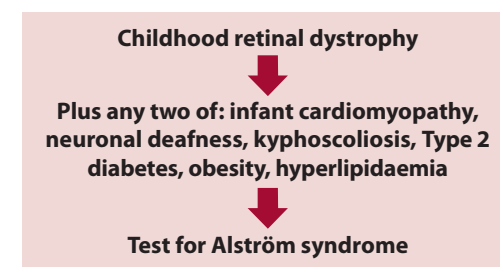 Childhood retinal dystrophy
Plus any two of: infant cardiomyopathy,
neuronal deafness, kyphoscoliosis, Type 2
diabetes, obesity, hyperlipidaemia
Test for Alström syndrome